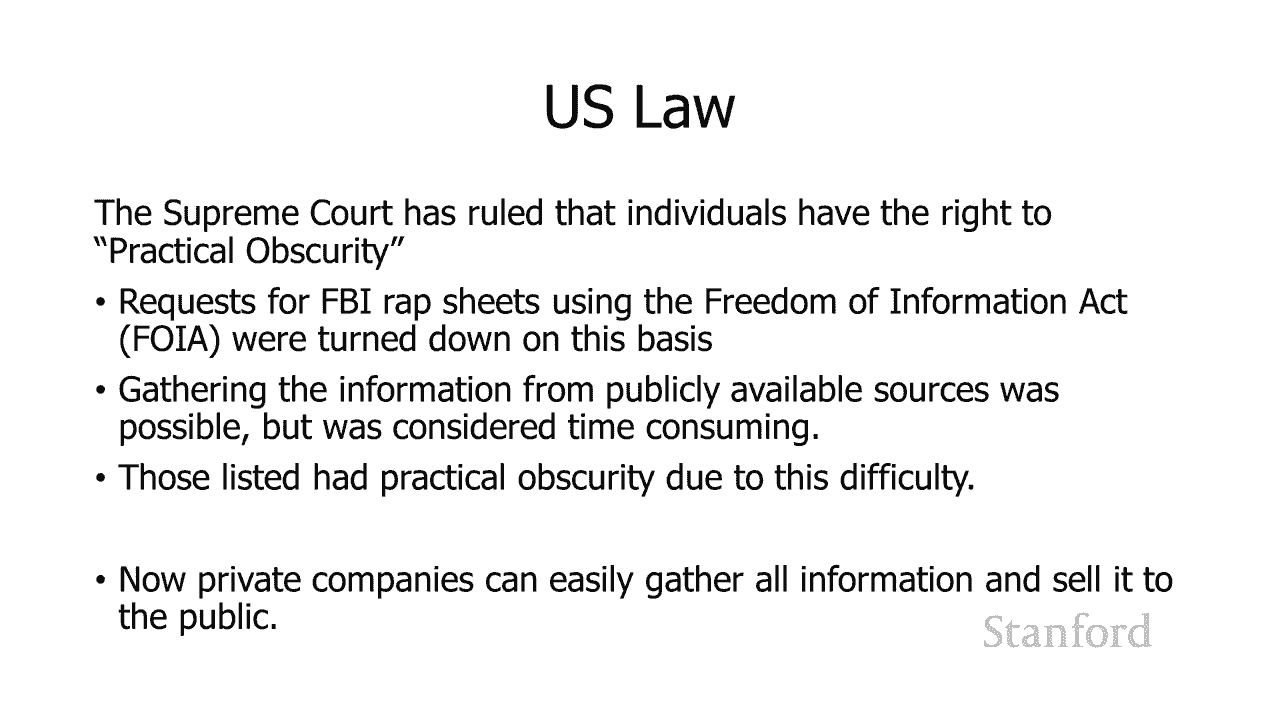 US Law
The Supreme Court has ruled that individuals have the right to
“Practical Obscurity”
• Requests for FBI rap sheets using the Freedom of Information Act
(FOIA) were turned down on this basis
• Gathering the information from publicly available sources was
possible, but was considered time consuming.
• Those listed had practical obscurity due to this difficulty.
• Now private companies can easily gather all information and sell it to
the public.
Stanford